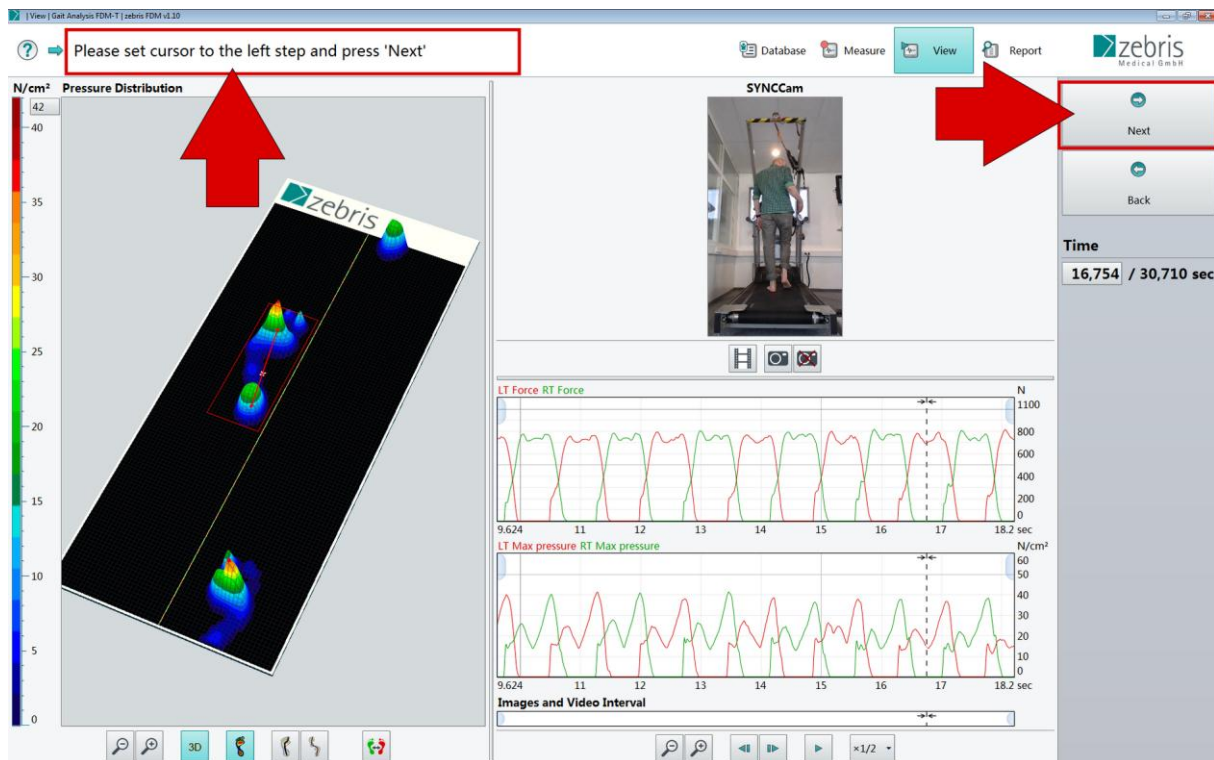 | View | Gait Analysis FDM-T | zebris FDM v1.10
? Please set cursor to the left step and press 'Next'
Database Measure View Report
zebris
Medical GmbH
N/cm² Pressure Distribution
42
40
35
30
25
20
15
10
5
0
zebris
3D
SYNCCam
LT Force RT Force N
1100
800
600
400
200
0
9.624 11 12 13 14 15 16 17 18.2 sec
LT Max pressure RT Max pressure N/cm²
60
50
40
30
20
10
0
9.624 11 12 13 14 15 16 17 18.2 sec
Images and Video Interval
×1/2
Next
Back
Time
16,754 / 30,710 sec